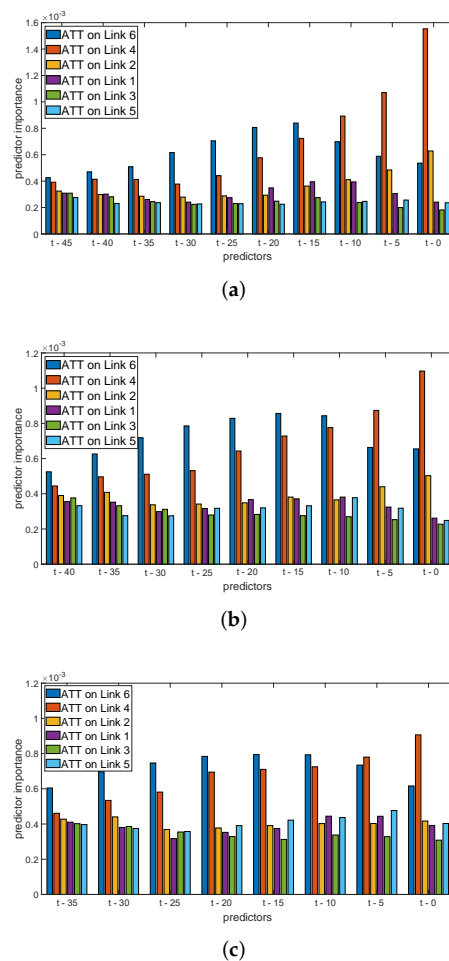 ×10⁻³
1.6
1.4
1.2
1
0.8
0.6
0.4
0.2
0
predictor importance
ATT on Link 6
ATT on Link 4
ATT on Link 2
ATT on Link 1
ATT on Link 3
ATT on Link 5
t - 45 t - 40 t - 35 t - 30 t - 25 t - 20 t - 15 t - 10 t - 5 t - 0
predictors
(a)
×10⁻³
1.2
1
0.8
0.6
0.4
0.2
0
predictor importance
ATT on Link 6
ATT on Link 4
ATT on Link 2
ATT on Link 1
ATT on Link 3
ATT on Link 5
t - 40 t - 35 t - 30 t - 25 t - 20 t - 15 t - 10 t - 5 t - 0
predictors
(b)
×10⁻³
1.2
1
0.8
0.6
0.4
0.2
0
predictor importance
ATT on Link 6
ATT on Link 4
ATT on Link 2
ATT on Link 1
ATT on Link 3
ATT on Link 5
t - 35 t - 30 t - 25 t - 20 t - 15 t - 10 t - 5 t - 0
predictors
(c)